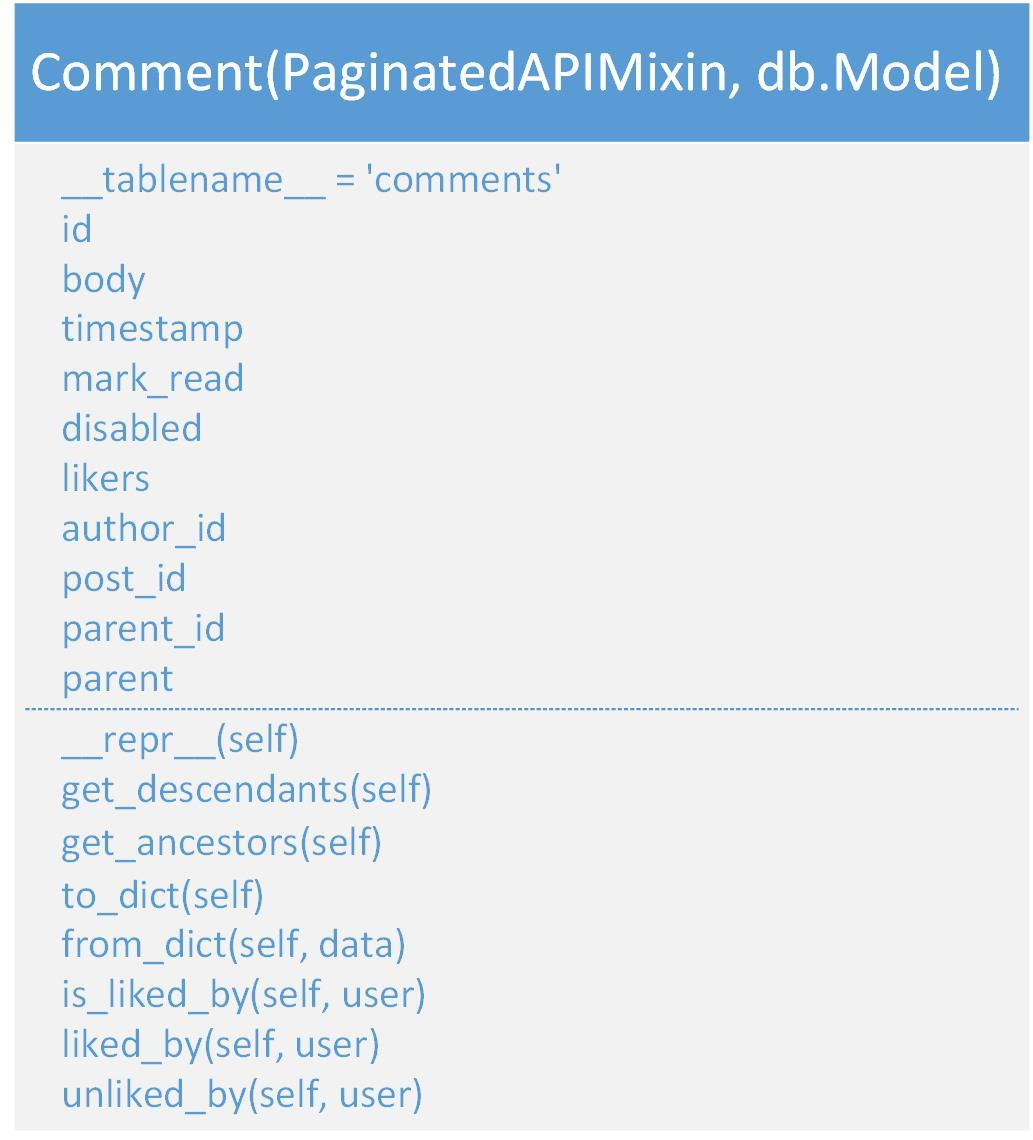 Comment(PaginatedAPIMixin, db.Model)
__tablename__ = 'comments'
id
body
timestamp
mark_read
disabled
likers
author_id
post_id
parent_id
parent
__repr__(self)
get_descendants(self)
get_ancestors(self)
to_dict(self)
from_dict(self, data)
is_liked_by(self, user)
liked_by(self, user)
unliked_by(self, user)